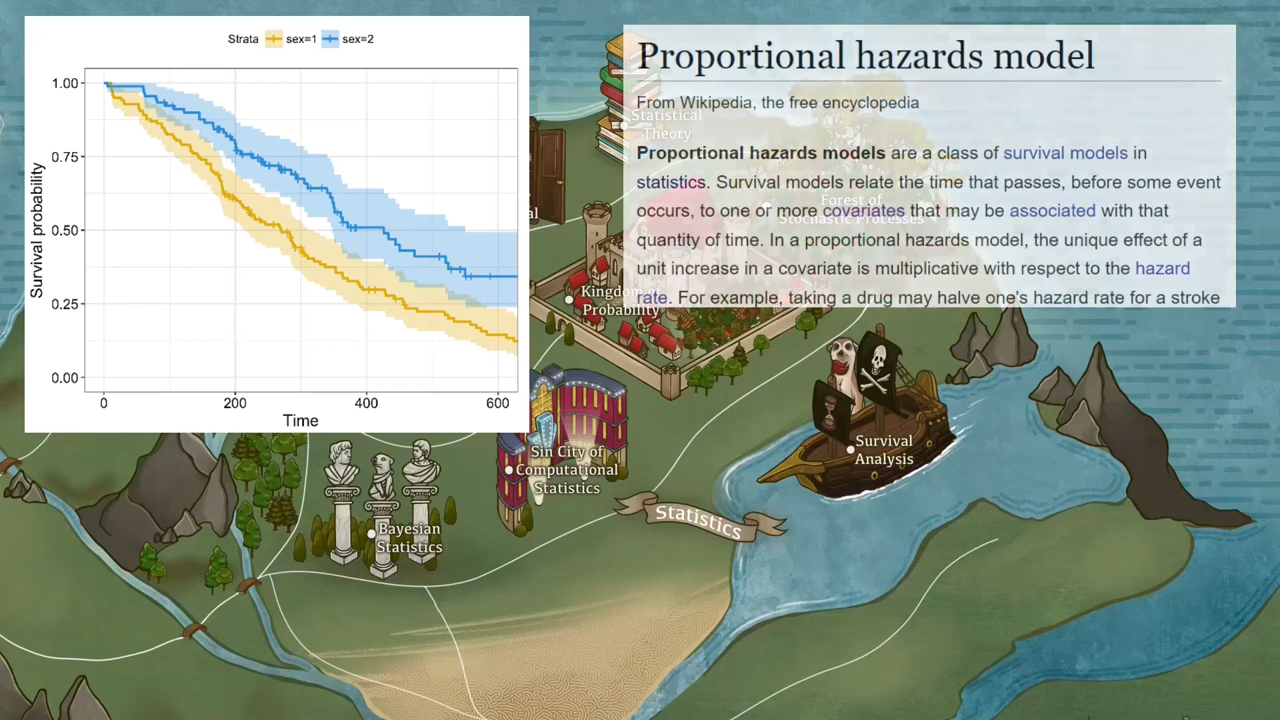 Strata sex=1 sex=2
Survival probability
1.00
0.75
0.50
0.25
0.00
0 200 400 600
Time
Proportional hazards model
From Wikipedia, the free encyclopedia
Proportional hazards models are a class of survival models in
statistics. Survival models relate the time that passes, before some event
occurs, to one or more covariates that may be associated with that
quantity of time. In a proportional hazards model, the unique effect of a
unit increase in a covariate is multiplicative with respect to the hazard
rate. For example, taking a drug may halve one's hazard rate for a stroke
Statistical
Theory
Forest of
Stochastic Processes
Kingdom of
Probability
Survival
Analysis
Sin City of
Computational
Statistics
Statistics
Bayesian
Statistics